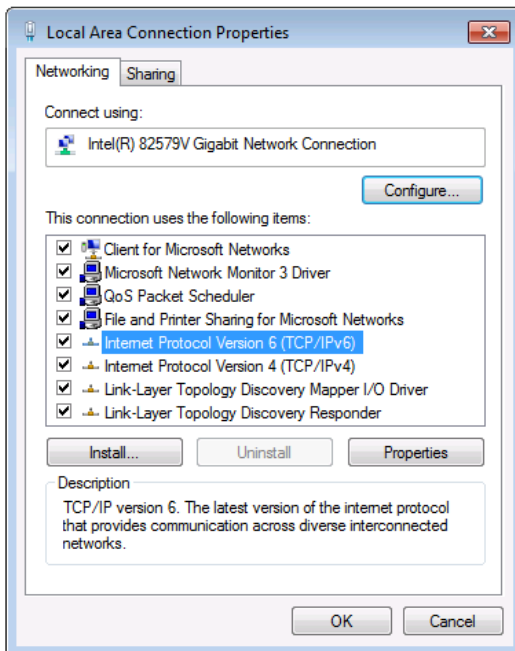 Local Area Connection Properties
Networking
Sharing
Connect using:
Intel(R) 82579V Gigabit Network Connection
Configure...
This connection uses the following items:
Client for Microsoft Networks
Microsoft Network Monitor 3 Driver
QoS Packet Scheduler
File and Printer Sharing for Microsoft Networks
Internet Protocol Version 6 (TCP/IPv6)
Internet Protocol Version 4 (TCP/IPv4)
Link-Layer Topology Discovery Mapper I/O Driver
Link-Layer Topology Discovery Responder
Install...
Uninstall
Properties
Description
TCP/IP version 6. The latest version of the internet protocol
that provides communication across diverse interconnected
networks.
OK
Cancel